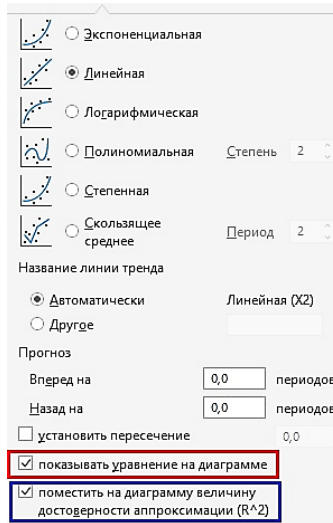 Экспоненциальная
Линейная
Логарифмическая
Полиномиальная Степень 2
Степенная
Скользящее
среднее Период 2
Название линии тренда
Автоматически Линейная (X2)
Другое
Прогноз
Вперед на 0,0 периодов
Назад на 0,0 периодов
установить пересечение 0,0
показывать уравнение на диаграмме
поместить на диаграмму величину
достоверности аппроксимации (R^2)